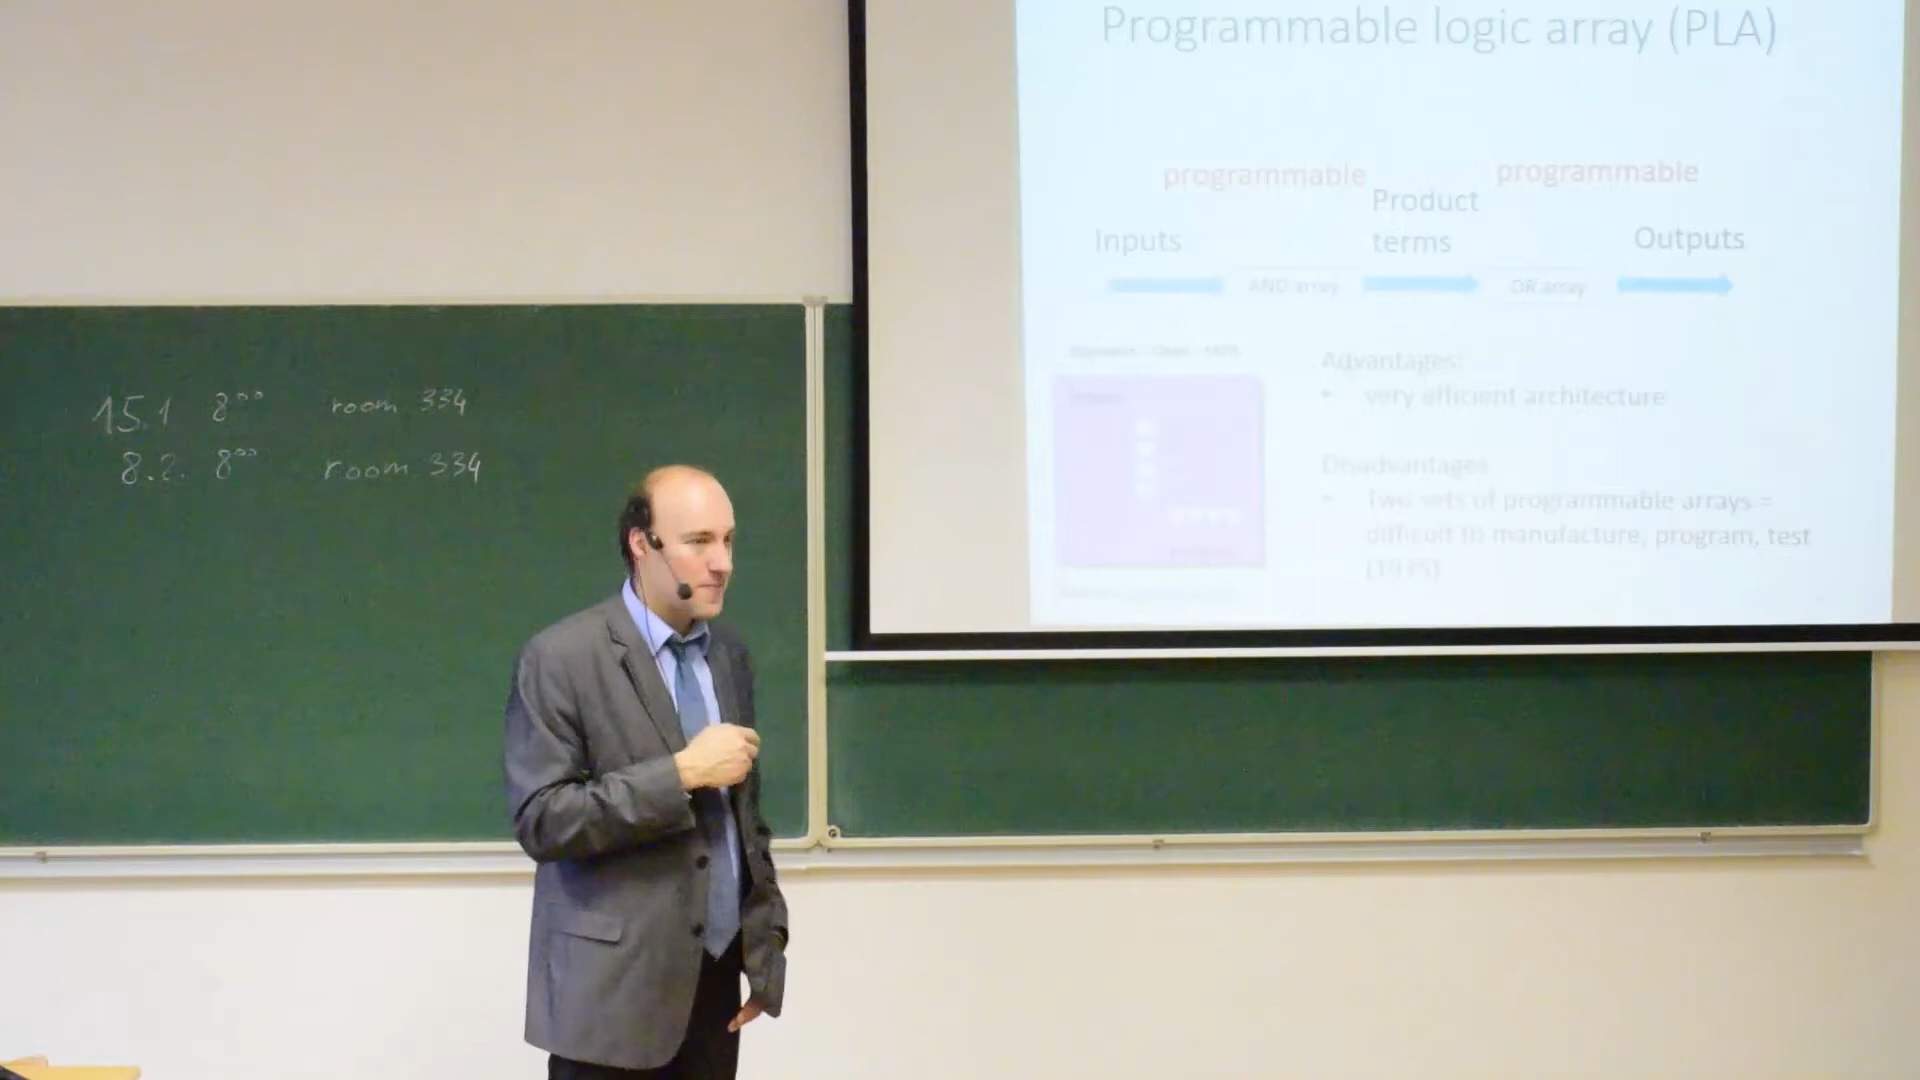 15.1 8⁰⁰ room 334
8.2. 8⁰⁰ room 334
Programmable logic array (PLA)
programmable programmable
Inputs
Product
terms
Outputs
AND array
OR array
Advantages:
• very efficient architecture
Disadvantages
• Two sets of programmable arrays =
difficult to manufacture, program, test
(1975)